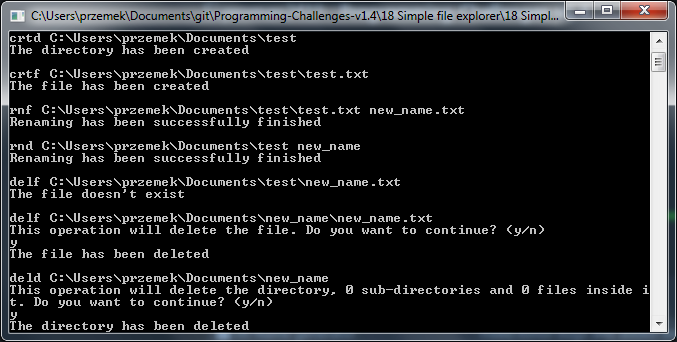 C:\Users\przemek\Documents\git\Programming-Challenges-v1.4\18 Simple file explorer\18 Simpl...
crtd C:\Users\przemek\Documents\test
The directory has been created
crtf C:\Users\przemek\Documents\test\test.txt
The file has been created
rnf C:\Users\przemek\Documents\test\test.txt new_name.txt
Renaming has been successfully finished
rnd C:\Users\przemek\Documents\test new_name
Renaming has been successfully finished
delf C:\Users\przemek\Documents\test\new_name.txt
The file doesn't exist
delf C:\Users\przemek\Documents\new_name\new_name.txt
This operation will delete the file. Do you want to continue? (y/n)
y
The file has been deleted
deld C:\Users\przemek\Documents\new_name
This operation will delete the directory, 0 sub-directories and 0 files inside i
t. Do you want to continue? (y/n)
y
The directory has been deleted